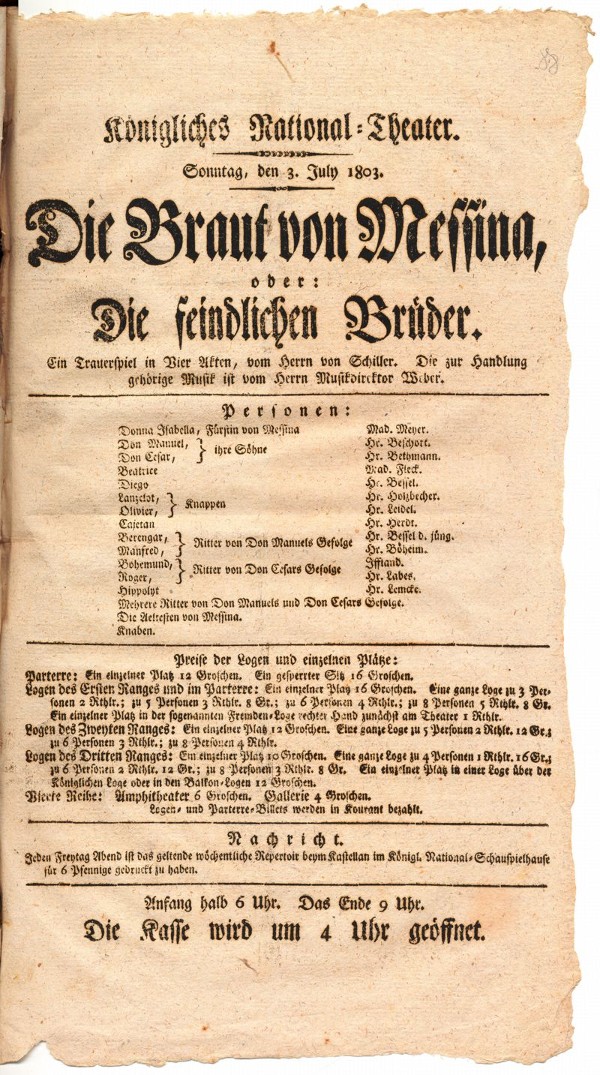 Königliches National-Theater.
Sonntag, den 3. July 1803.
Die Braut von Messina,
oder:
Die feindlichen Brüder.
Ein Trauerspiel in Vier Akten, vom Herrn von Schiller. Die zur Handlung
gehörige Musik ist vom Herrn Musikdirektor Weber.
Personen:
Donna Isabella, Fürstin von Messina Mad. Meyer.
Don Manuel, } ihre Söhne Hr. Beschort.
Don Cesar, Hr. Bethmann.
Beatrice Mad. Fleck.
Diego Hr. Bessel.
Lanzelot, } Knappen Hr. Holzbecher.
Olivier, Hr. Leidel.
Cajetan Hr. Herdt.
Berengar, } Ritter von Don Manuels Gefolge Hr. Bessel d. jüng.
Manfred, Hr. Böheim.
Bohemund, } Ritter von Don Cesars Gefolge Iffland.
Roger, Hr. Labes.
Hippolyt Hr. Lemcke.
Mehrere Ritter von Don Manuels und Don Cesars Gefolge.
Die Aeltesten von Messina.
Knaben.
Preise der Logen und einzelnen Plätze:
Parterre: Ein einzelner Platz 12 Groschen. Ein gesperrter Sitz 16 Groschen.
Logen des Ersten Ranges und im Parterre: Ein einzelner Platz 16 Groschen. Eine ganze Loge zu 3 Per-
sonen 2 Rthlr.; zu 5 Personen 3 Rthlr. 8 Gr.; zu 6 Personen 4 Rthlr.; zu 8 Personen 5 Rthlr. 8 Gr.
Ein einzelner Platz in der sogenannten Fremden-Loge rechter Hand zunächst am Theater 1 Rthlr.
Logen des Zweyten Ranges: Ein einzelner Platz 12 Groschen. Eine ganze Loge zu 5 Personen 2 Rthlr. 12 Gr.;
zu 6 Personen 3 Rthlr.; zu 8 Personen 4 Rthlr.
Logen des Dritten Ranges: Ein einzelner Platz 10 Groschen. Eine ganze Loge zu 4 Personen 1 Rthlr. 16 Gr.;
zu 6 Personen 2 Rthlr. 12 Gr.; zu 8 Personen 3 Rthlr. 8 Gr. Ein einzelner Platz in einer Loge über der
Königlichen Loge oder in den Balkon-Logen 12 Groschen.
Vierte Reihe: Amphitheater 6 Groschen. Gallerie 4 Groschen.
Logen- und Parterre-Billets werden in Kourant bezahlt.
Nachricht.
Jeden Freytag Abend ist das geltende wöchentliche Repertoir beym Kastellan im Königl. National-Schauspielhause
für 6 Pfennige gedruckt zu haben.
Anfang halb 6 Uhr. Das Ende 9 Uhr.
Die Kasse wird um 4 Uhr geöffnet.